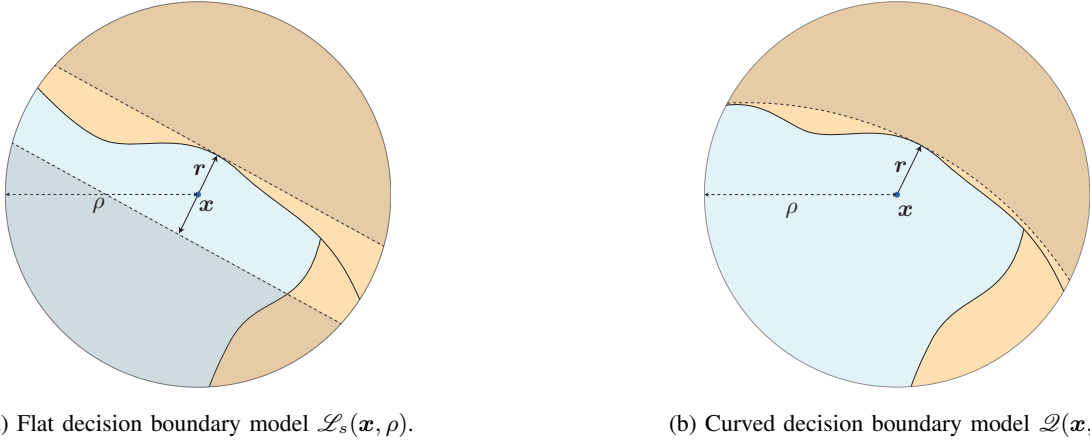 r
ρ
x
r
ρ
x
) Flat decision boundary model ℒₛ(x, ρ).
(b) Curved decision boundary model 𝒬(x,